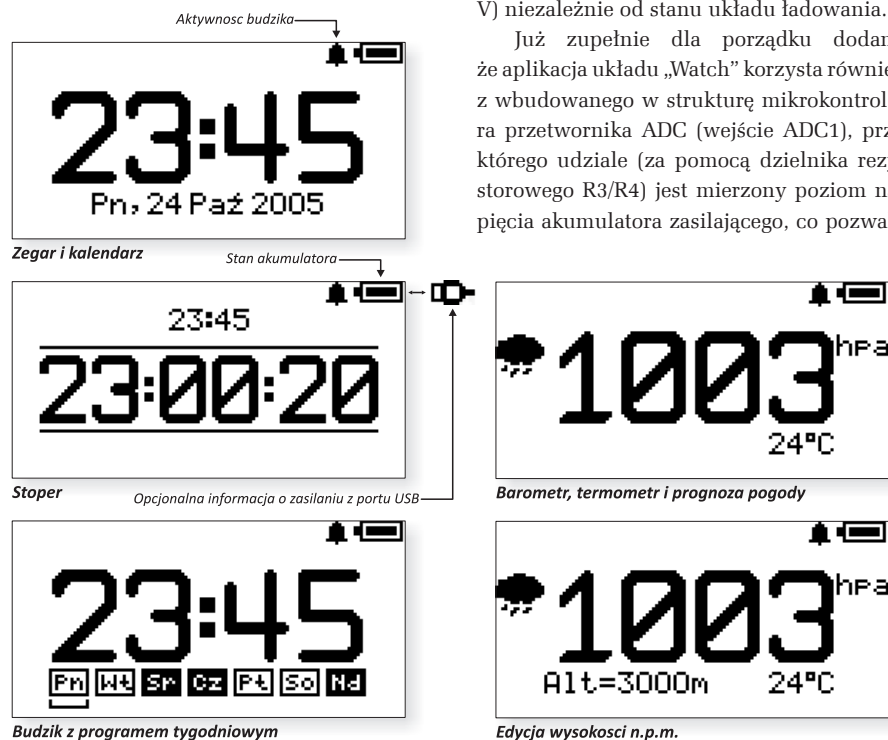 V) niezależnie od stanu układu ładowania.
Już zupełnie dla porządku
że aplikacja układu „Watch” korzysta równie
z wbudowanego w strukturę mikrokontrol
ra przetwornika ADC (wejście ADC1), prz
którego udziale (za pomocą dzielnika rezy
storowego R3/R4) jest mierzony poziom n
pięcia akumulatora zasilającego, co pozwa
Aktywnosc budzika
23:45
Pn, 24 Paź 2005
Zegar i kalendarz
Stan akumulatora
23:45
23:00:20
Stoper
Opcjonalna informacja o zasilaniu z portu USB
1003 hPa
24°C
Barometr, termometr i prognoza pogody
23:45
Pn Wt Sr Cz Pt So Nd
Budzik z programem tygodniowym
1003 hPa
Alt=3000m 24°C
Edycja wysokosci n.p.m.